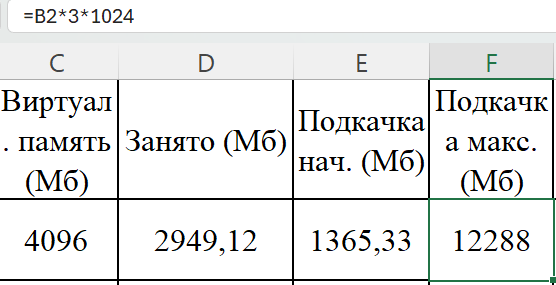 =B2*3*1024
C D E F
Виртуал
. память
(Мб)
Занято (Мб)
Подкачка
нач. (Мб)
Подкачк
а макс.
(Мб)
4096 2949,12 1365,33 12288